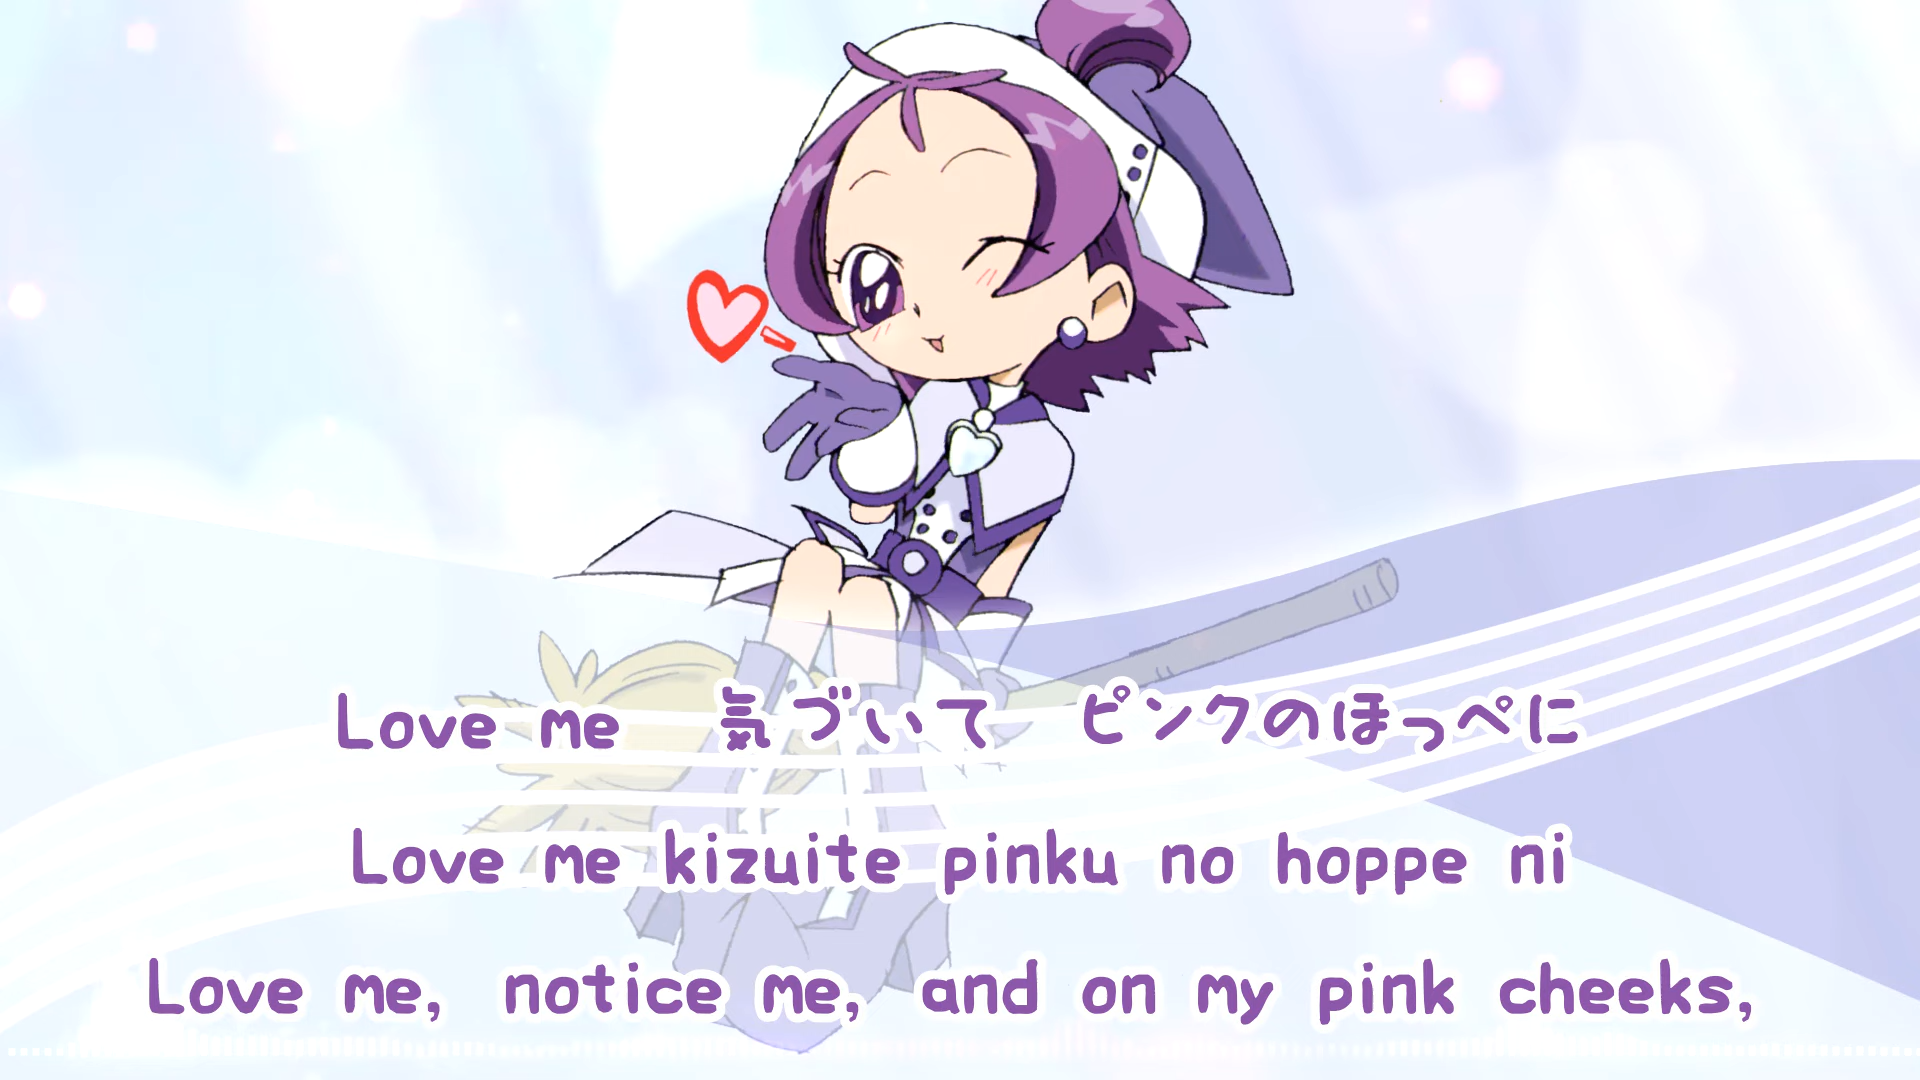 Love me 気づいて ピンクのほっぺに
Love me kizuite pinku no hoppe ni
Love me, notice me, and on my pink cheeks,